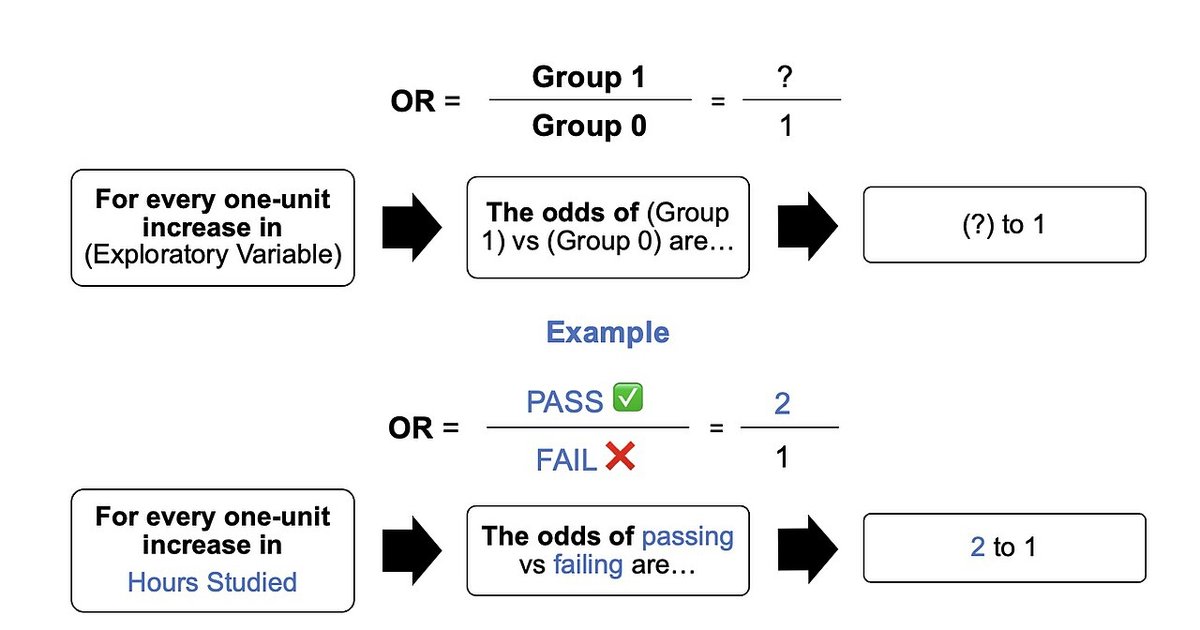 OR = Group 1 = ?
Group 0 1
For every one-unit
increase in
(Exploratory Variable)
The odds of (Group
1) vs (Group 0) are...
(?) to 1
Example
OR = PASS ✅ = 2
FAIL ❌ 1
For every one-unit
increase in
Hours Studied
The odds of passing
vs failing are...
2 to 1